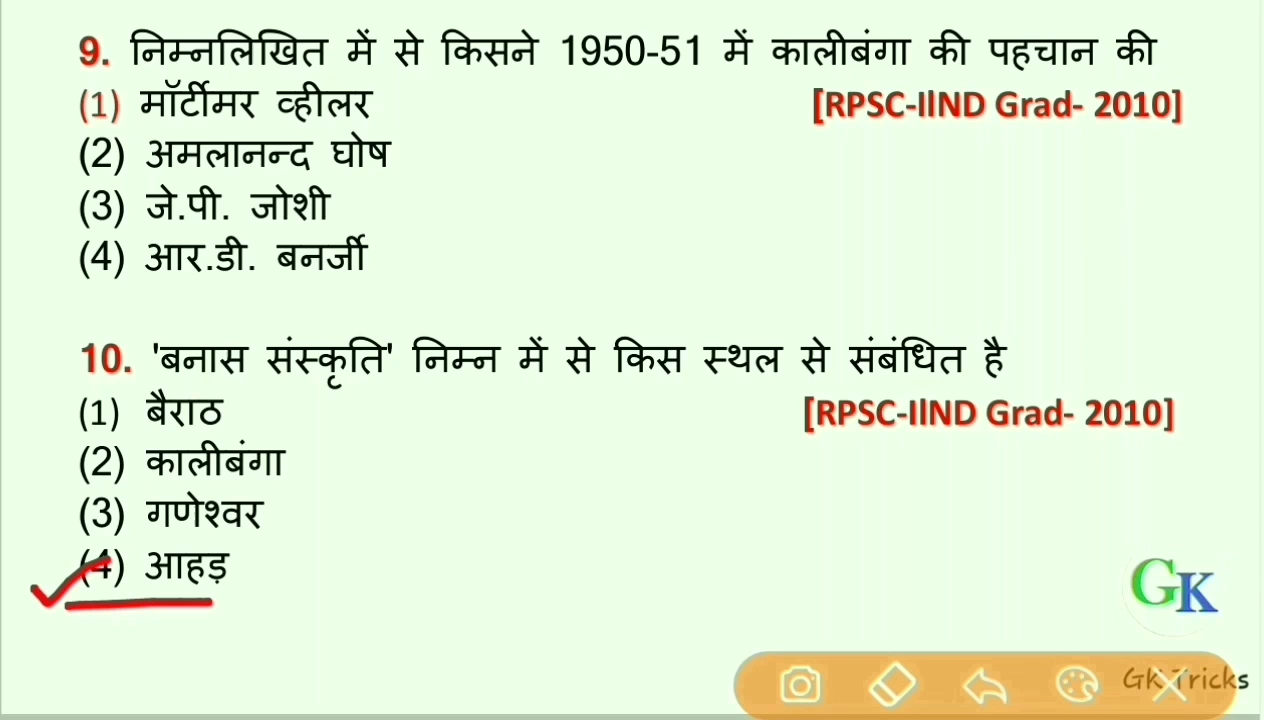 9. निम्नलिखित में से किसने 1950-51 में कालीबंगा की पहचान की
(1) मॉर्टीमर व्हीलर [RPSC-IIND Grad- 2010]
(2) अमलानन्द घोष
(3) जे.पी. जोशी
(4) आर.डी. बनर्जी
10. 'बनास संस्कृति' निम्न में से किस स्थल से संबंधित है
(1) बैराठ [RPSC-IIND Grad- 2010]
(2) कालीबंगा
(3) गणेश्वर
(4) आहड़
GK
GK Tricks